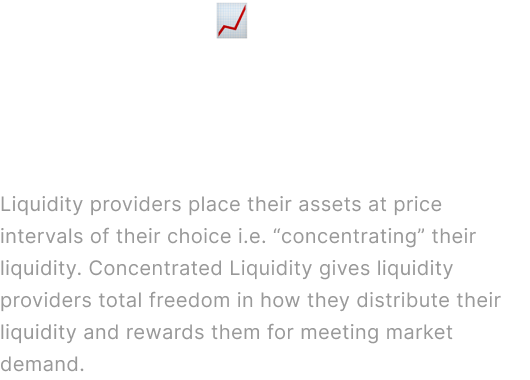 Liquidity providers place their assets at price
intervals of their choice i.e. “concentrating” their
liquidity. Concentrated Liquidity gives liquidity
providers total freedom in how they distribute their
liquidity and rewards them for meeting market
demand.